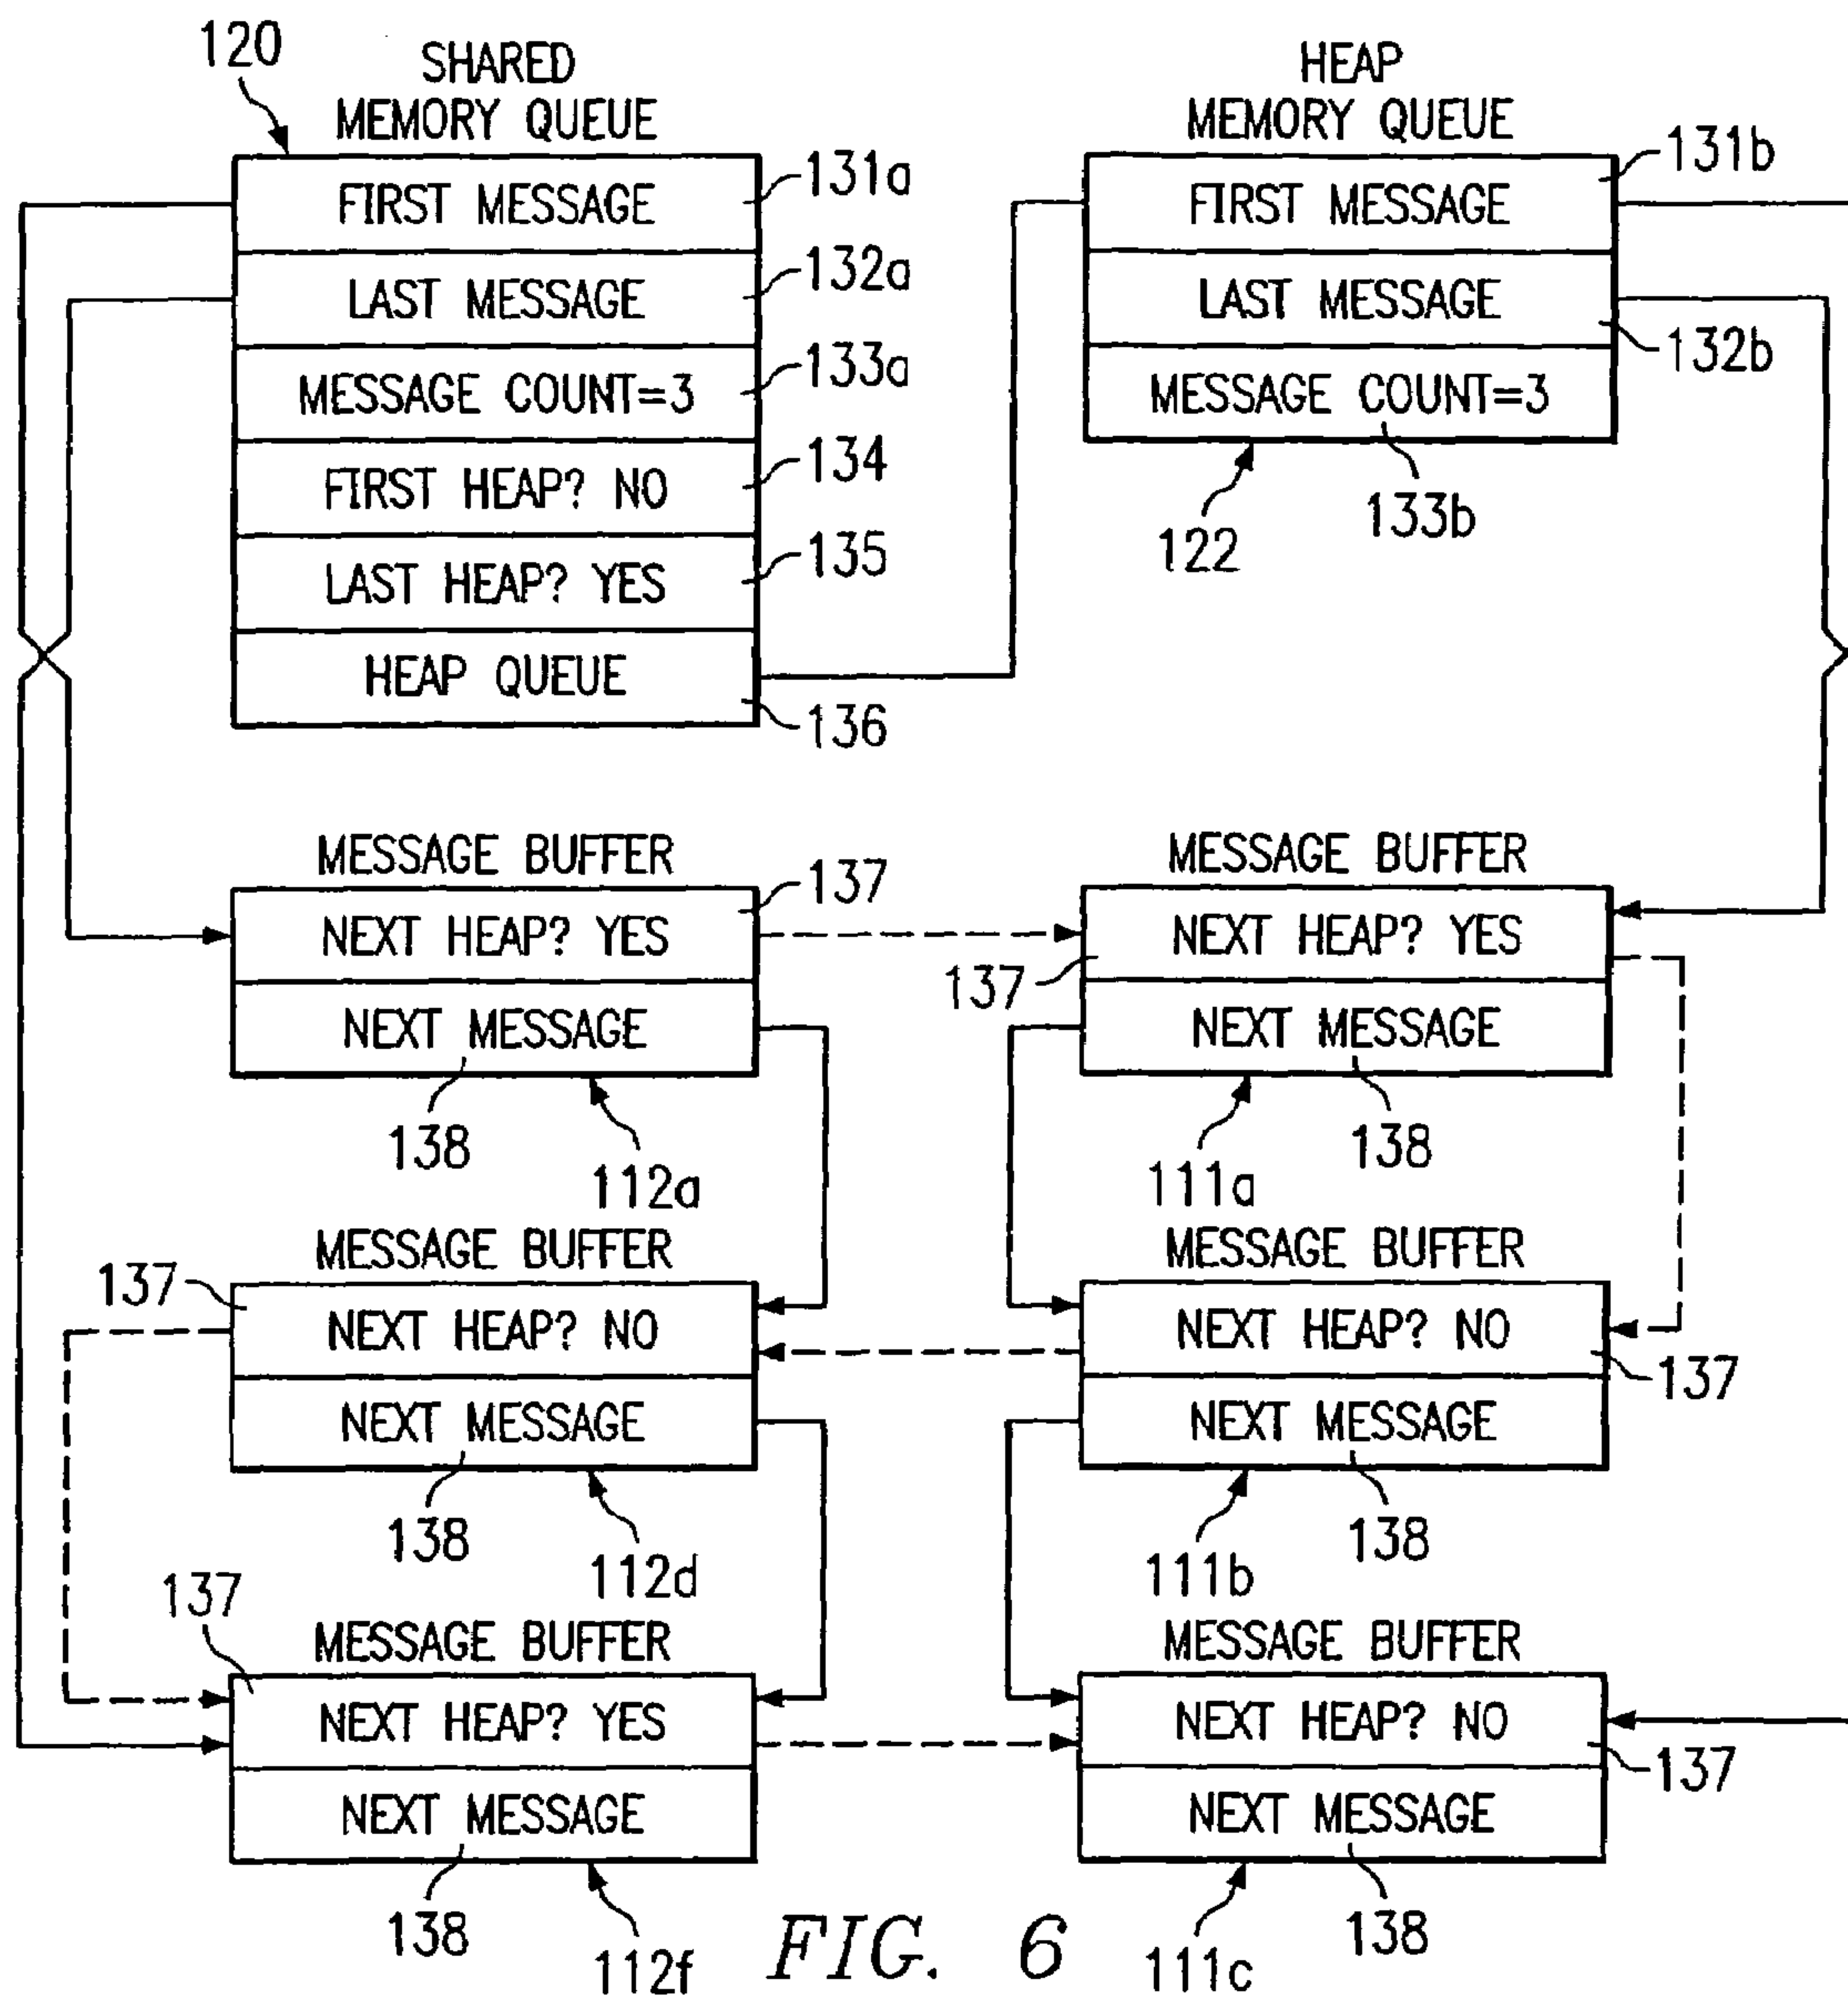 120
SHARED
MEMORY QUEUE
FIRST MESSAGE
131a
LAST MESSAGE
132a
MESSAGE COUNT=3
133a
FIRST HEAP? NO
134
LAST HEAP? YES
135
HEAP QUEUE
136
HEAP
MEMORY QUEUE
FIRST MESSAGE
131b
LAST MESSAGE
132b
MESSAGE COUNT=3
133b
122
MESSAGE BUFFER
137
NEXT HEAP? YES
NEXT MESSAGE
138
112a
MESSAGE BUFFER
NEXT HEAP? YES
137
NEXT MESSAGE
138
111a
MESSAGE BUFFER
137
NEXT HEAP? NO
NEXT MESSAGE
138
112d
MESSAGE BUFFER
NEXT HEAP? NO
137
NEXT MESSAGE
138
111b
MESSAGE BUFFER
137
NEXT HEAP? YES
NEXT MESSAGE
138
112f
MESSAGE BUFFER
NEXT HEAP? NO
137
NEXT MESSAGE
138
111c
FIG. 6